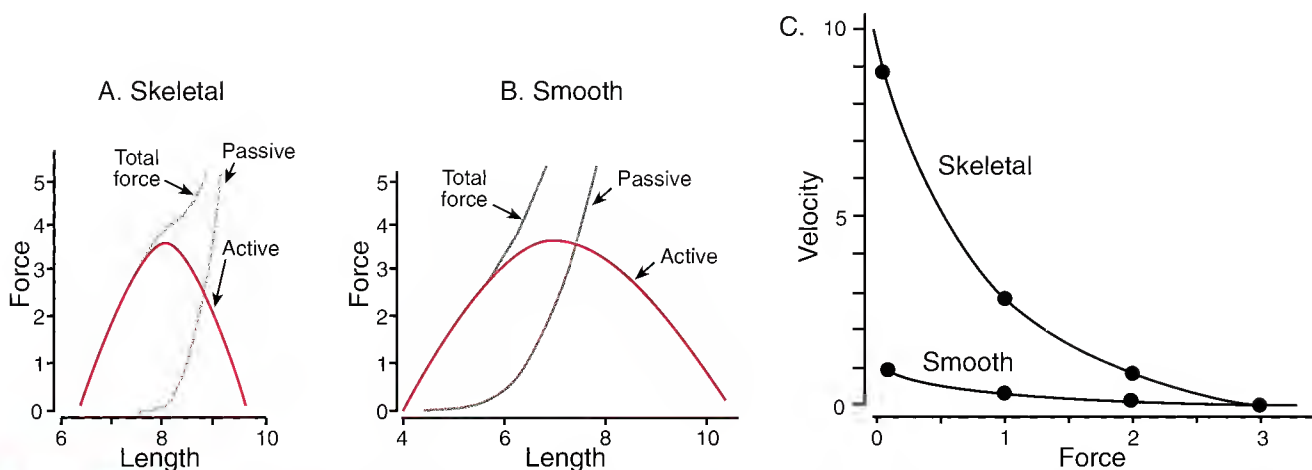 A. Skeletal
Total
force
Passive
Active
Force
5
4
3
2
1
0
6
7
8
9
10
Length
B. Smooth
Total
force
Passive
Active
Force
5
4
3
2
1
0
4
6
8
10
Length
C.
10
5
0
Velocity
Skeletal
Smooth
0
1
2
3
Force